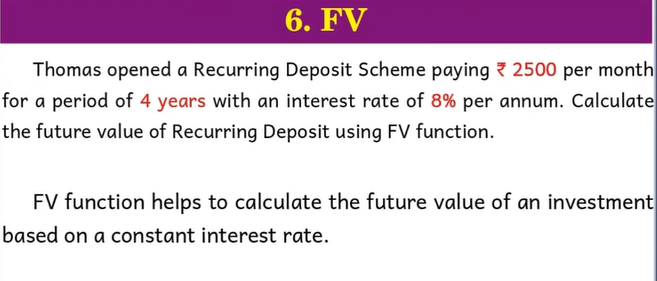 6. FV
Thomas opened a Recurring Deposit Scheme paying ₹ 2500 per month
for a period of 4 years with an interest rate of 8% per annum. Calculate
the future value of Recurring Deposit using FV function.
FV function helps to calculate the future value of an investment
based on a constant interest rate.